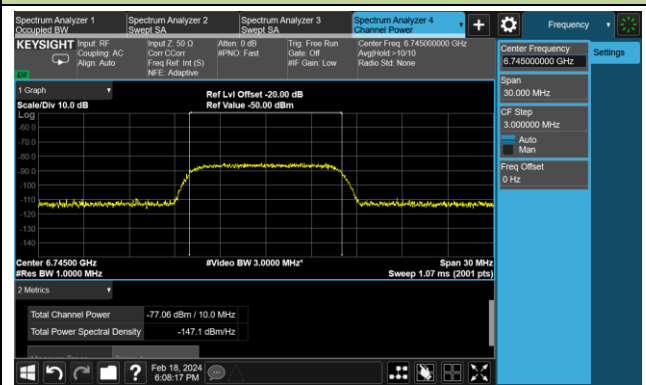 Spectrum Analyzer 1
Occupied BW
Spectrum Analyzer 2
Swept SA
Spectrum Analyzer 3
Swept SA
Spectrum Analyzer 4
Channel Power
Frequency
KEYSIGHT
Input: RF
Coupling: AC
Align: Auto
Input Z: 50 Ω
Corr CCorr
Freq Ref: Int (S)
NFE: Adaptive
Atten: 0 dB
#PNO: Fast
Trig: Free Run
Gate: Off
#IF Gain: Low
Center Freq: 6.745000000 GHz
Avg|Hold:>10/10
Radio Std: None
Center Frequency
6.745000000 GHz
Settings
Span
30.000 MHz
CF Step
3.000000 MHz
Auto
Man
Freq Offset
0 Hz
1 Graph
Scale/Div 10.0 dB
Ref Lvl Offset -20.00 dB
Ref Value -50.00 dBm
Log
-60.0
-70.0
-80.0
-90.0
-100
-110
-120
-130
-140
Center 6.74500 GHz
#Res BW 1.0000 MHz
#Video BW 3.0000 MHz*
Span 30 MHz
Sweep 1.07 ms (2001 pts)
2 Metrics
Total Channel Power -77.06 dBm / 10.0 MHz
Total Power Spectral Density -147.1 dBm/Hz
Feb 18, 2024
6:08:17 PM